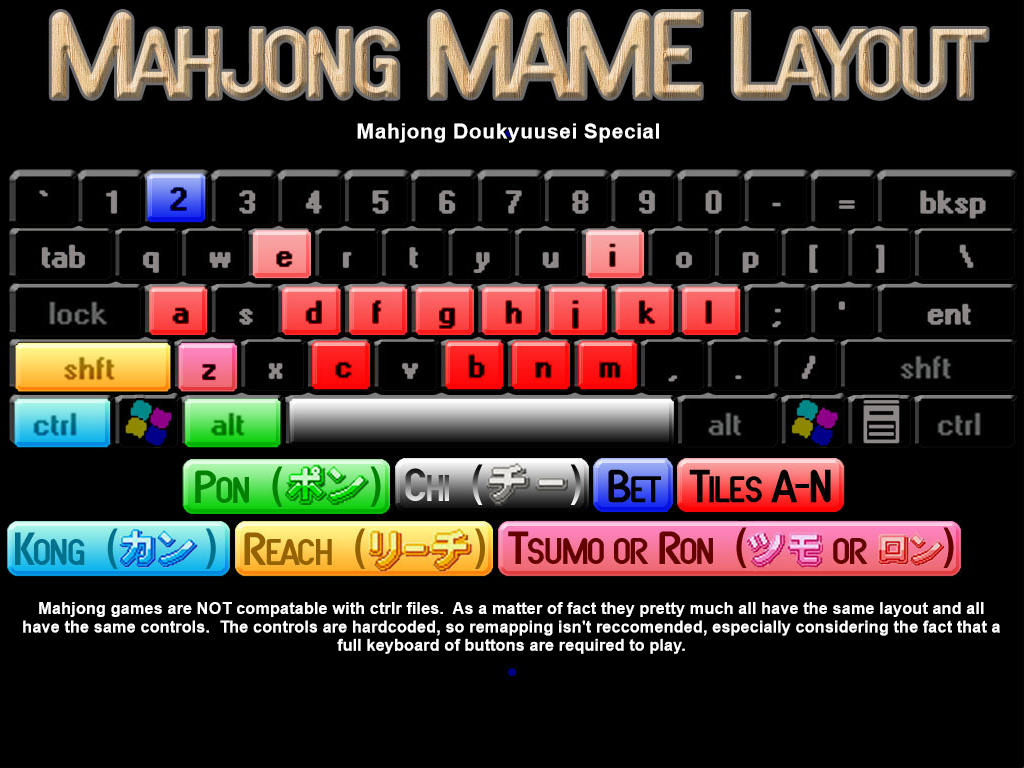 MAHJONG MAME LAYOUT
Mahjong Doukyuusei Special
` 1 2 3 4 5 6 7 8 9 0 - = bksp
tab q w e r t y u i o p [ ] \
lock a s d f g h j k l ; ' ent
shft z x c v b n m , . / shft
ctrl alt alt ctrl
PON (ポン) CHI (チー) BET TILES A-N
KONG (カン) REACH (リーチ) TSUMO OR RON (ツモ OR ロン)
Mahjong games are NOT compatable with ctrlr files. As a matter of fact they pretty much all have the same layout and all
have the same controls. The controls are hardcoded, so remapping isn't reccomended, especially considering the fact that a
full keyboard of buttons are required to play.